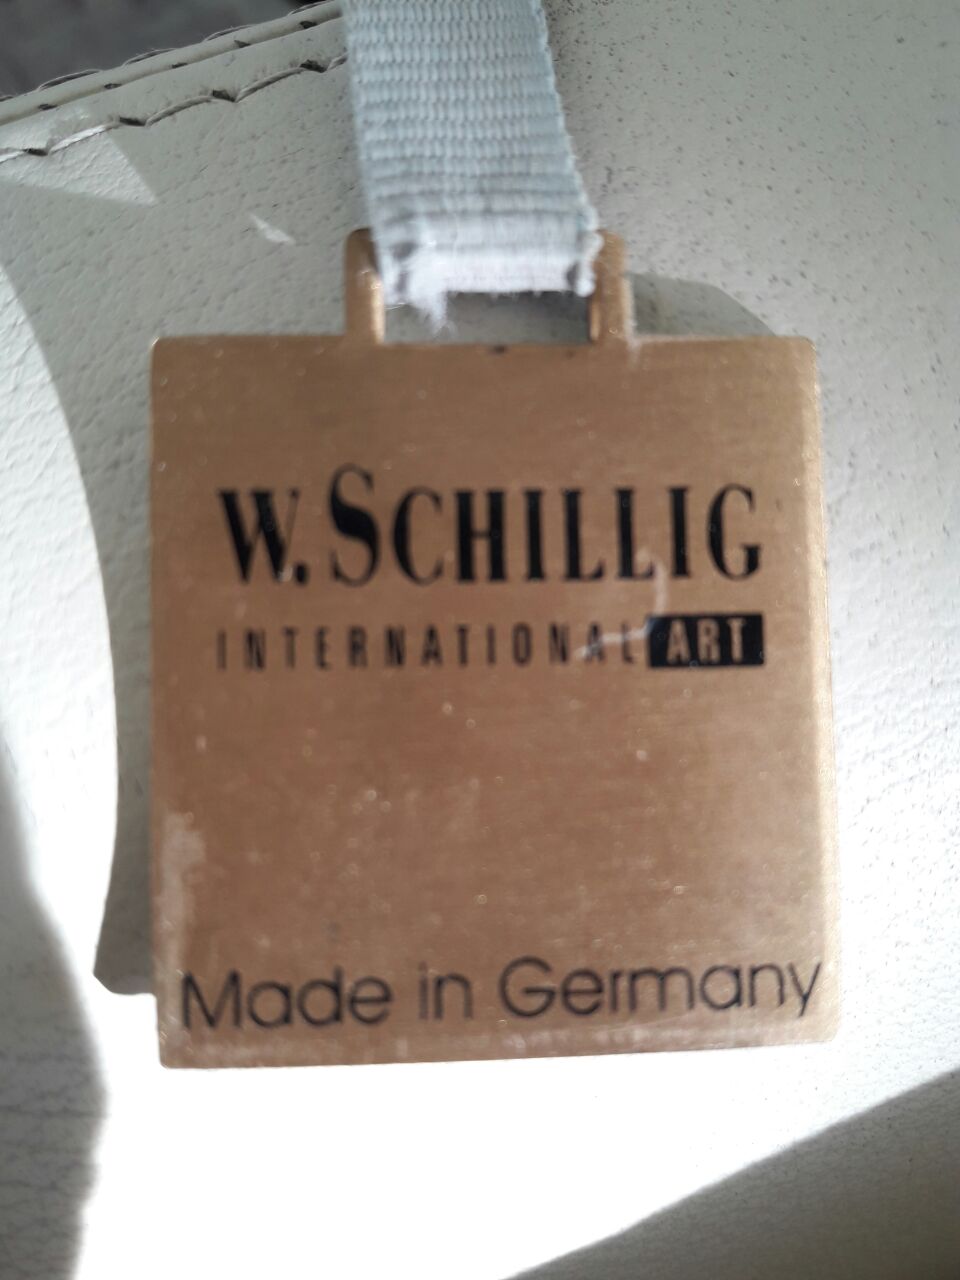 W. SCHILLIG
INTERNATIONAL ART
Made in Germany